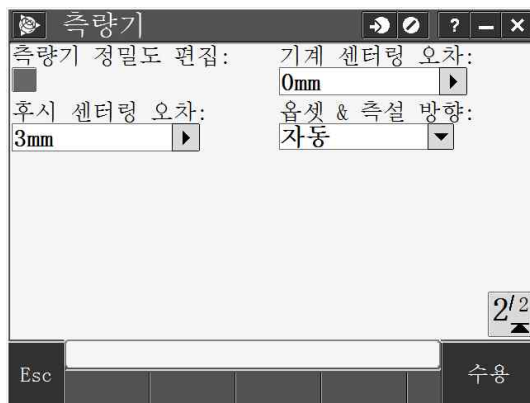 측량기
? – ×
측량기 정밀도 편집: 기계 센터링 오차:
0mm
후시 센터링 오차: 옵셋 & 측설 방향:
3mm 자동
2/2
Esc 수용